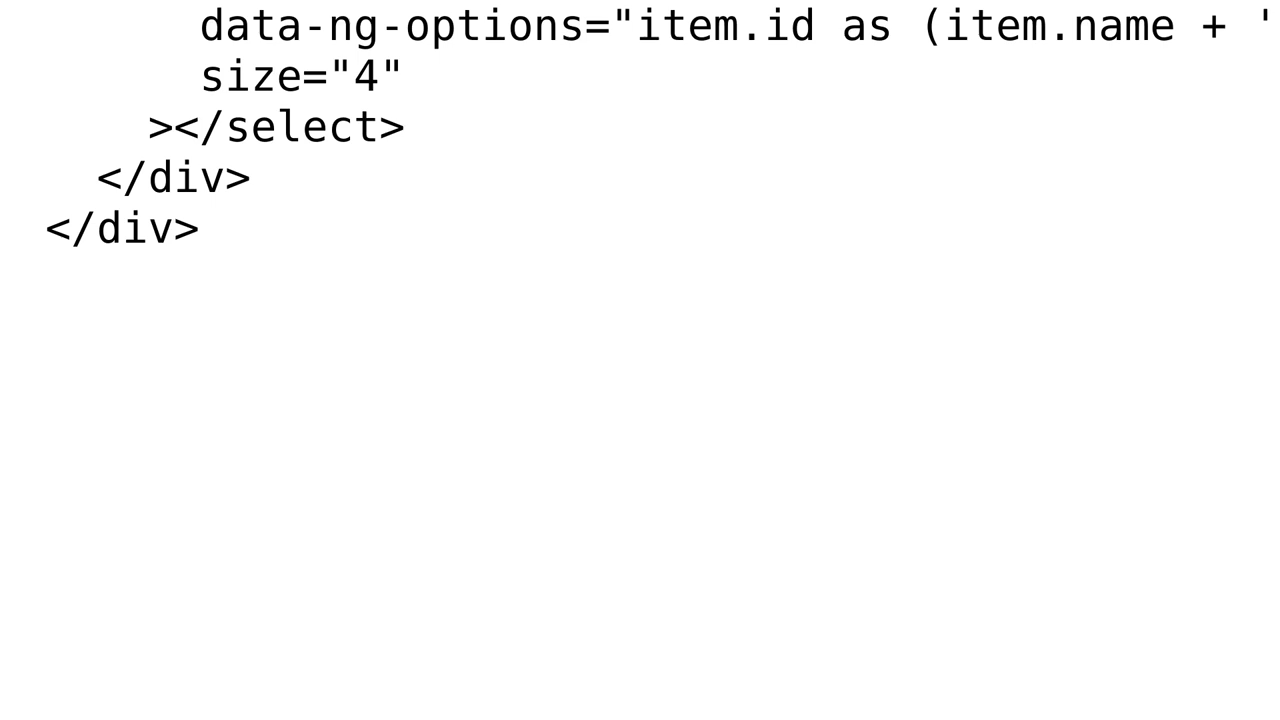 data-ng-options="item.id as (item.name + '
size="4"
></select>
</div>
</div>